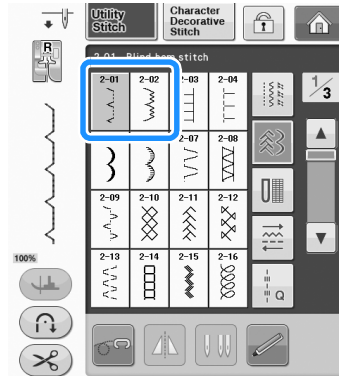 Utility
Stitch
Character
Decorative
Stitch
R
2-01 Blind hem stitch
1/3
2-01
2-02
-03
2-04
2-07
2-08
2-09
2-10
2-11
2-12
2-13
2-14
2-15
2-16
100%
Q